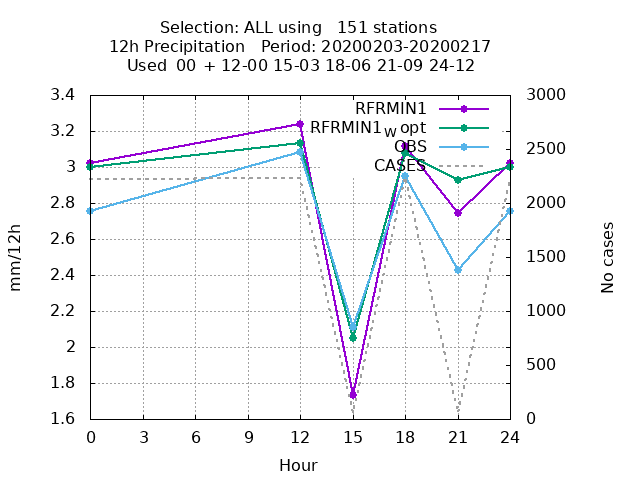 Selection: ALL using   151 stations
12h Precipitation   Period: 20200203-20200217
Used  00 + 12-00 15-03 18-06 21-09 24-12
RFRMIN1
RFRMIN1w opt
OBS
CASES
mm/12h
3.4
3.2
3
2.8
2.6
2.4
2.2
2
1.8
1.6
3000
2500
2000
1500
1000
500
0
No cases
0 3 6 9 12 15 18 21 24
Hour